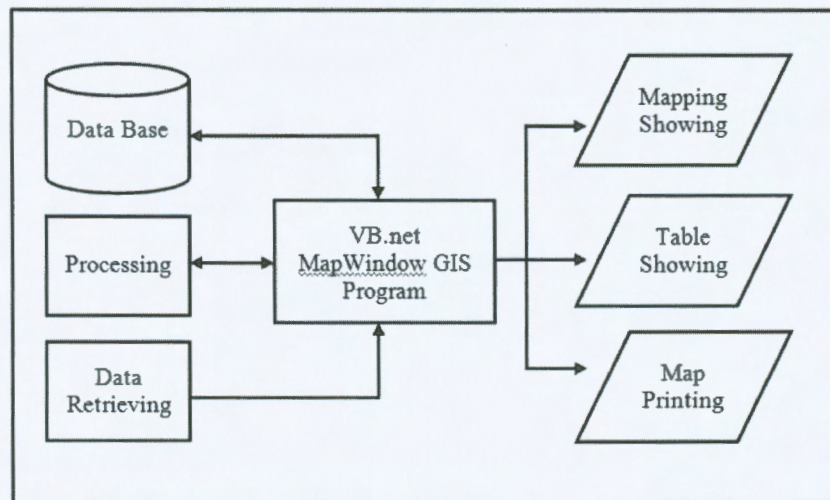 Data Base
Processing
Data
Retrieving
VB.net
MapWindow GIS
Program
Mapping
Showing
Table
Showing
Map
Printing